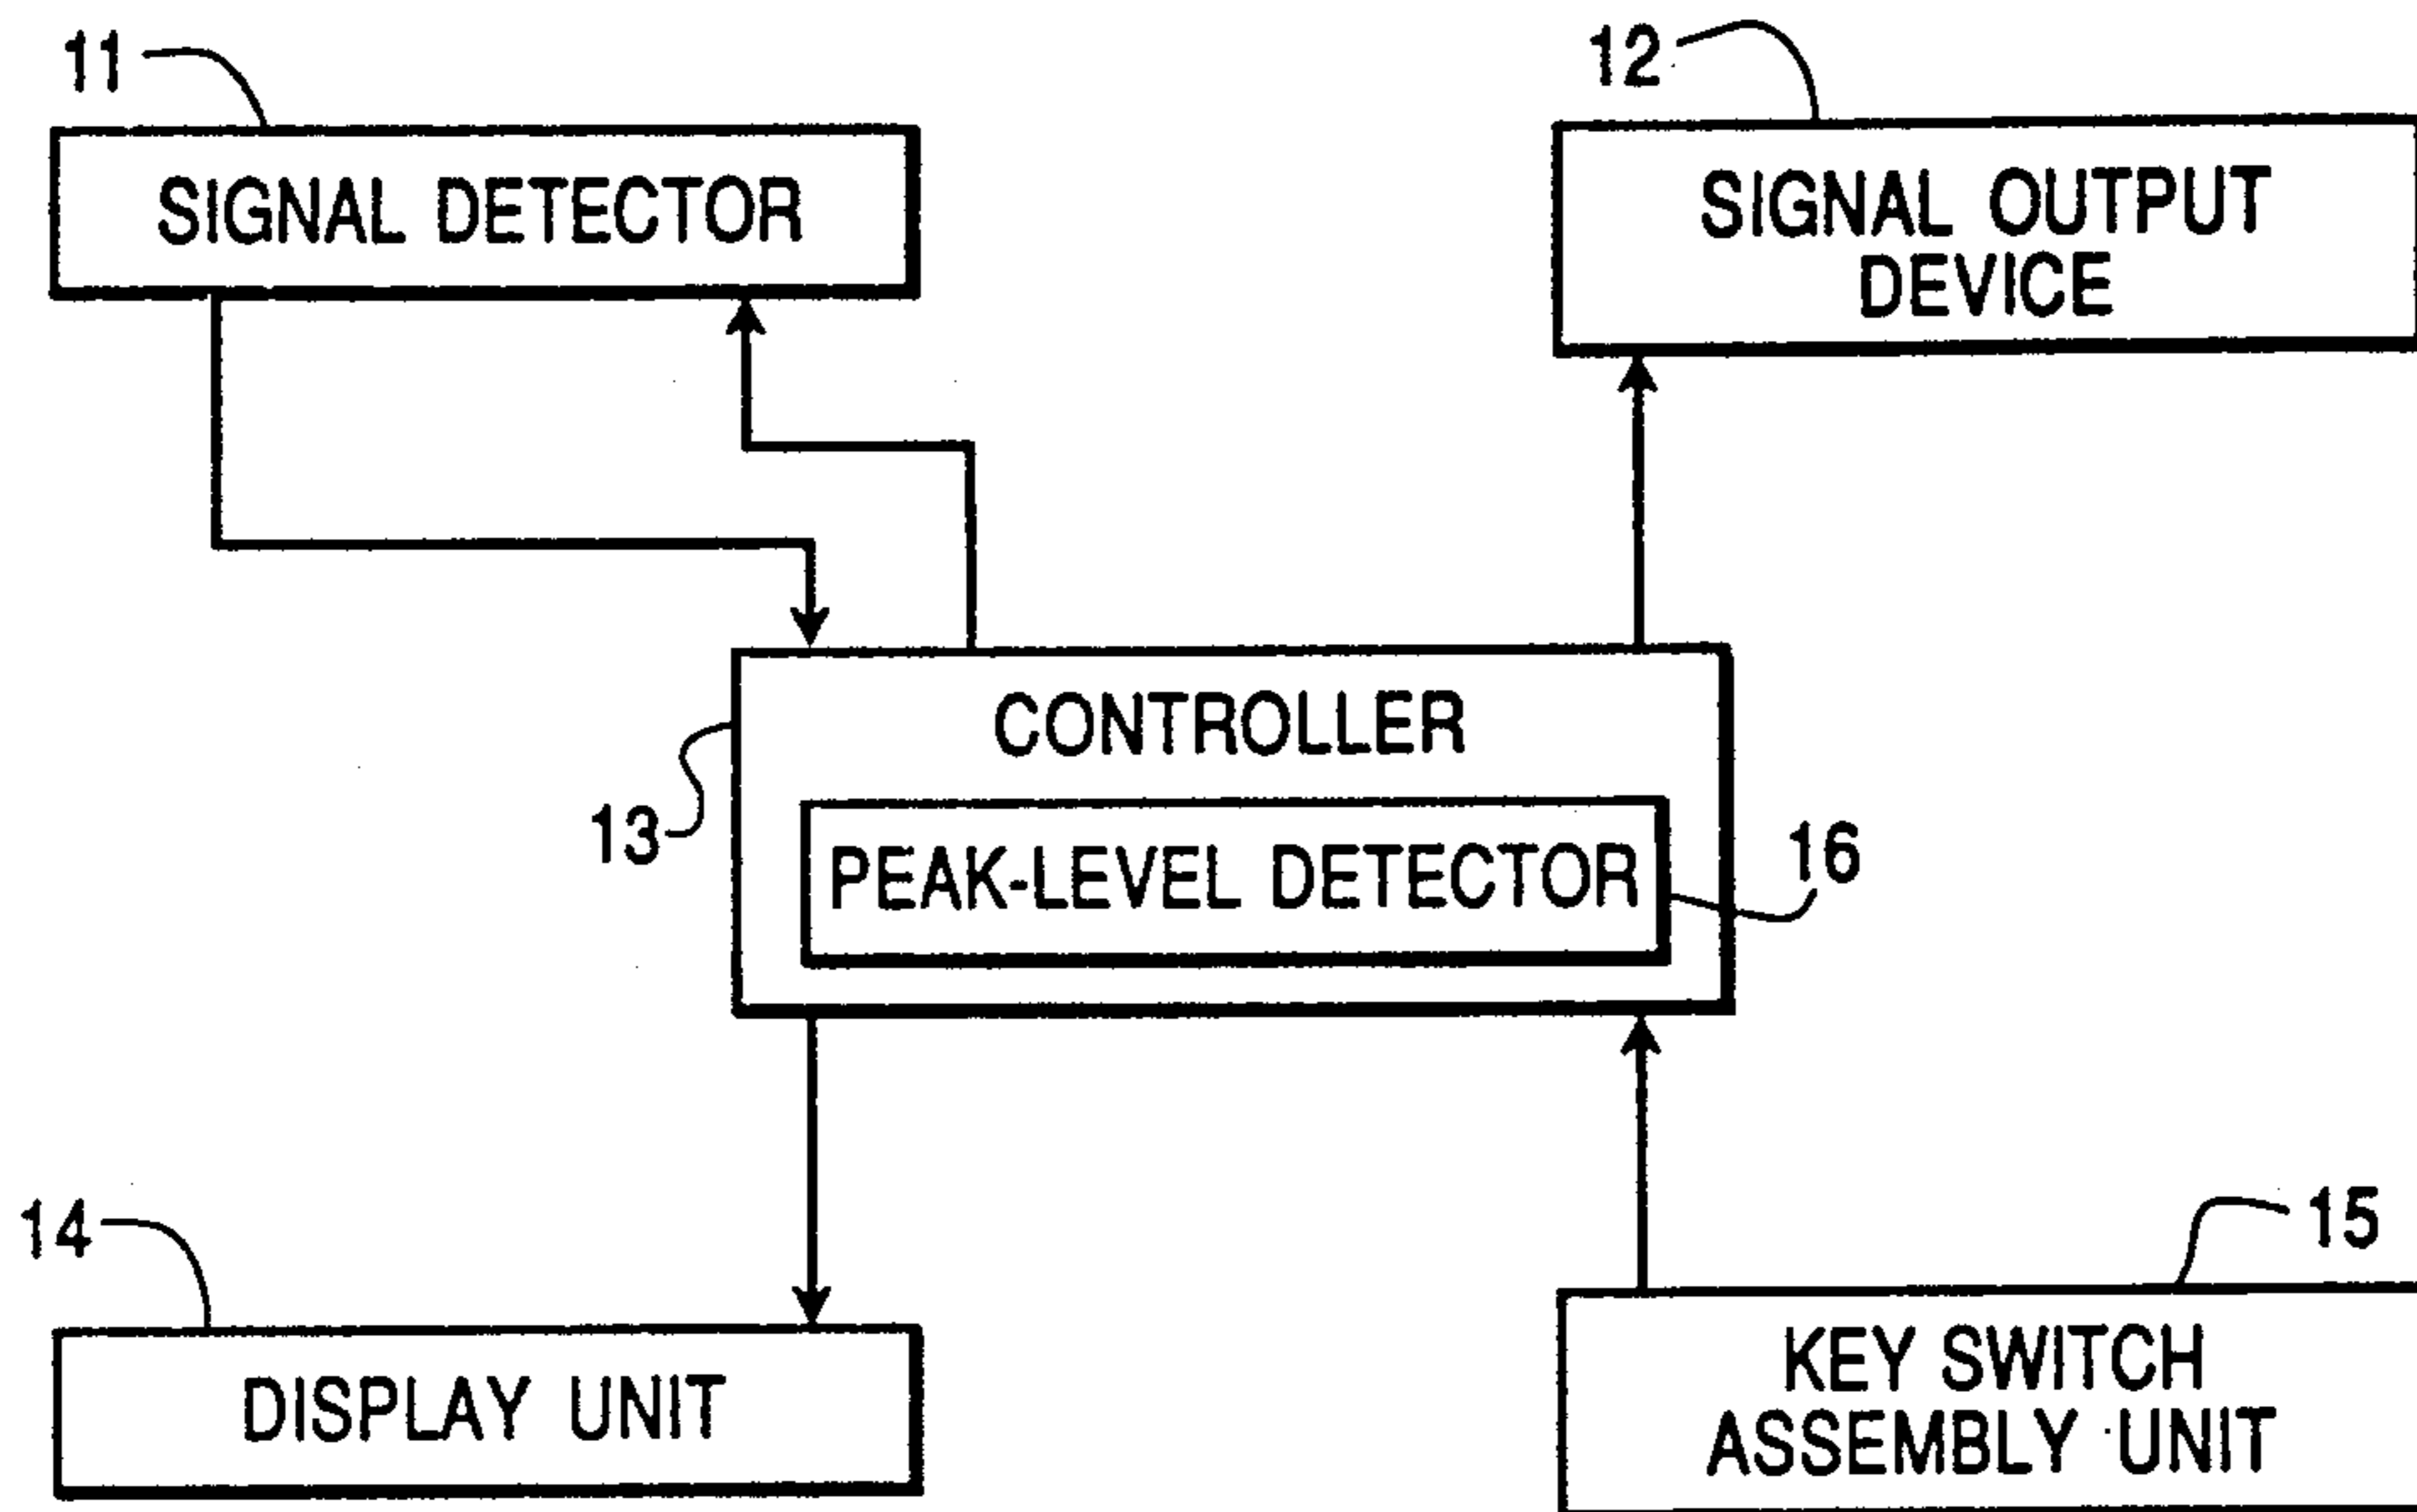 11
12
SIGNAL DETECTOR
SIGNAL OUTPUT
DEVICE
CONTROLLER
13
PEAK-LEVEL DETECTOR
16
14
15
DISPLAY UNIT
KEY SWITCH
ASSEMBLY UNIT